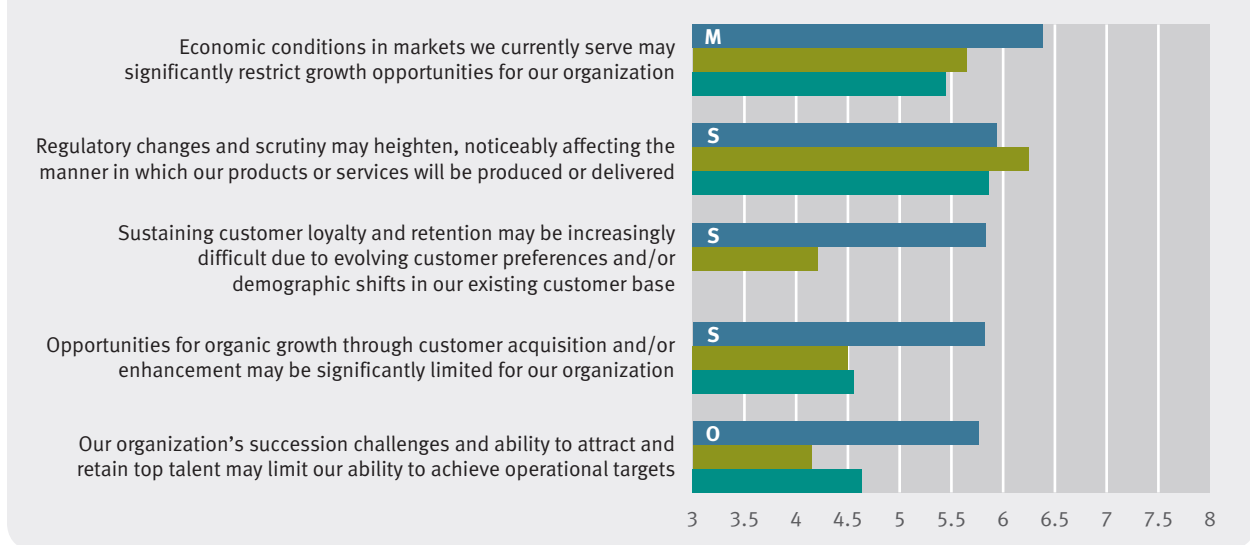 Economic conditions in markets we currently serve may
significantly restrict growth opportunities for our organization
M
Regulatory changes and scrutiny may heighten, noticeably affecting the
manner in which our products or services will be produced or delivered
S
Sustaining customer loyalty and retention may be increasingly
difficult due to evolving customer preferences and/or
demographic shifts in our existing customer base
S
Opportunities for organic growth through customer acquisition and/or
enhancement may be significantly limited for our organization
S
Our organization’s succession challenges and ability to attract and
retain top talent may limit our ability to achieve operational targets
O
3 3.5 4 4.5 5 5.5 6 6.5 7 7.5 8